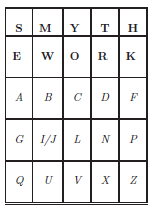 S M Y T H
E W O R K
A B C D F
G I/J L N P
Q U V X Z